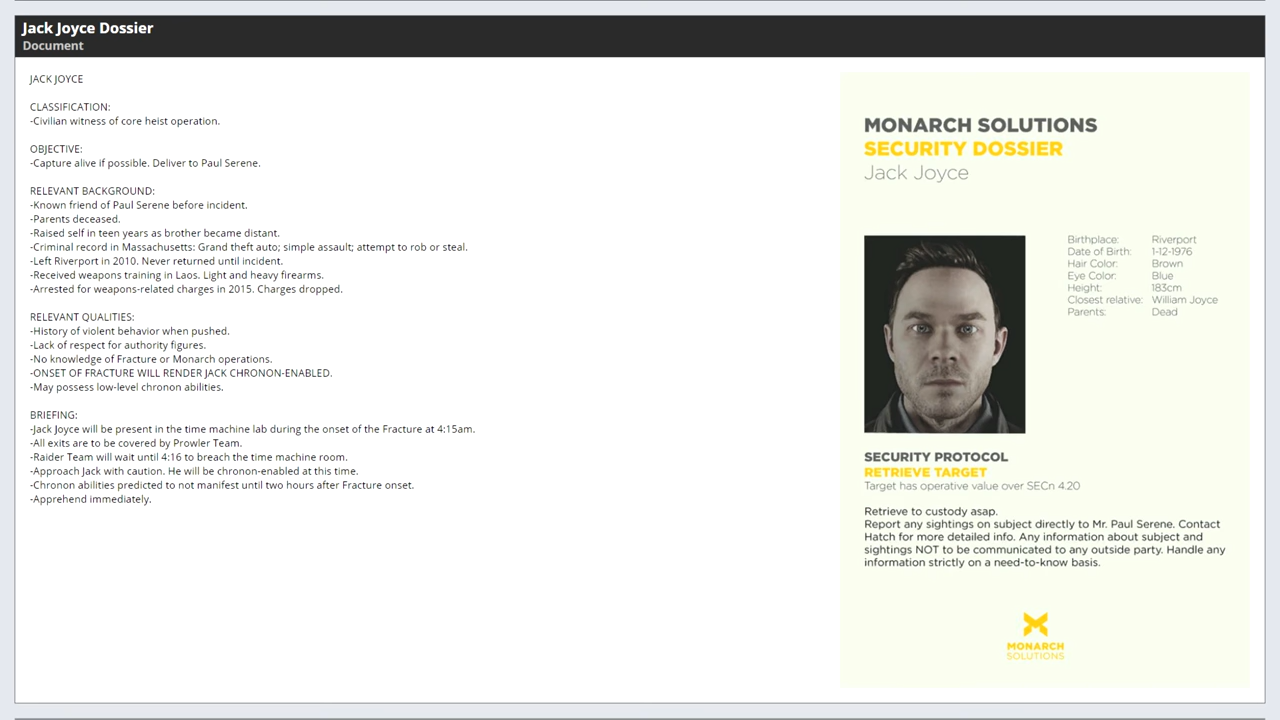 Jack Joyce Dossier
Document
JACK JOYCE
CLASSIFICATION:
-Civilian witness of core heist operation.
OBJECTIVE:
-Capture alive if possible. Deliver to Paul Serene.
RELEVANT BACKGROUND:
-Known friend of Paul Serene before incident.
-Parents deceased.
-Raised self in teen years as brother became distant.
-Criminal record in Massachusetts: Grand theft auto; simple assault; attempt to rob or steal.
-Left Riverport in 2010. Never returned until incident.
-Received weapons training in Laos. Light and heavy firearms.
-Arrested for weapons-related charges in 2015. Charges dropped.
RELEVANT QUALITIES:
-History of violent behavior when pushed.
-Lack of respect for authority figures.
-No knowledge of Fracture or Monarch operations.
-ONSET OF FRACTURE WILL RENDER JACK CHRONON-ENABLED.
-May possess low-level chronon abilities.
BRIEFING:
-Jack Joyce will be present in the time machine lab during the onset of the Fracture at 4:15am.
-All exits are to be covered by Prowler Team.
-Raider Team will wait until 4:16 to breach the time machine room.
-Approach Jack with caution. He will be chronon-enabled at this time.
-Chronon abilities predicted to not manifest until two hours after Fracture onset.
-Apprehend immediately.
MONARCH SOLUTIONS
SECURITY DOSSIER
Jack Joyce
Birthplace: Riverport
Date of Birth: 1-12-1976
Hair Color: Brown
Eye Color: Blue
Height: 183cm
Closest relative: William Joyce
Parents: Dead
SECURITY PROTOCOL
RETRIEVE TARGET
Target has operative value over SECn 4.20
Retrieve to custody asap.
Report any sightings on subject directly to Mr. Paul Serene. Contact
Hatch for more detailed info. Any information about subject and
sightings NOT to be communicated to any outside party. Handle any
information strictly on a need-to-know basis.
MONARCH
SOLUTIONS